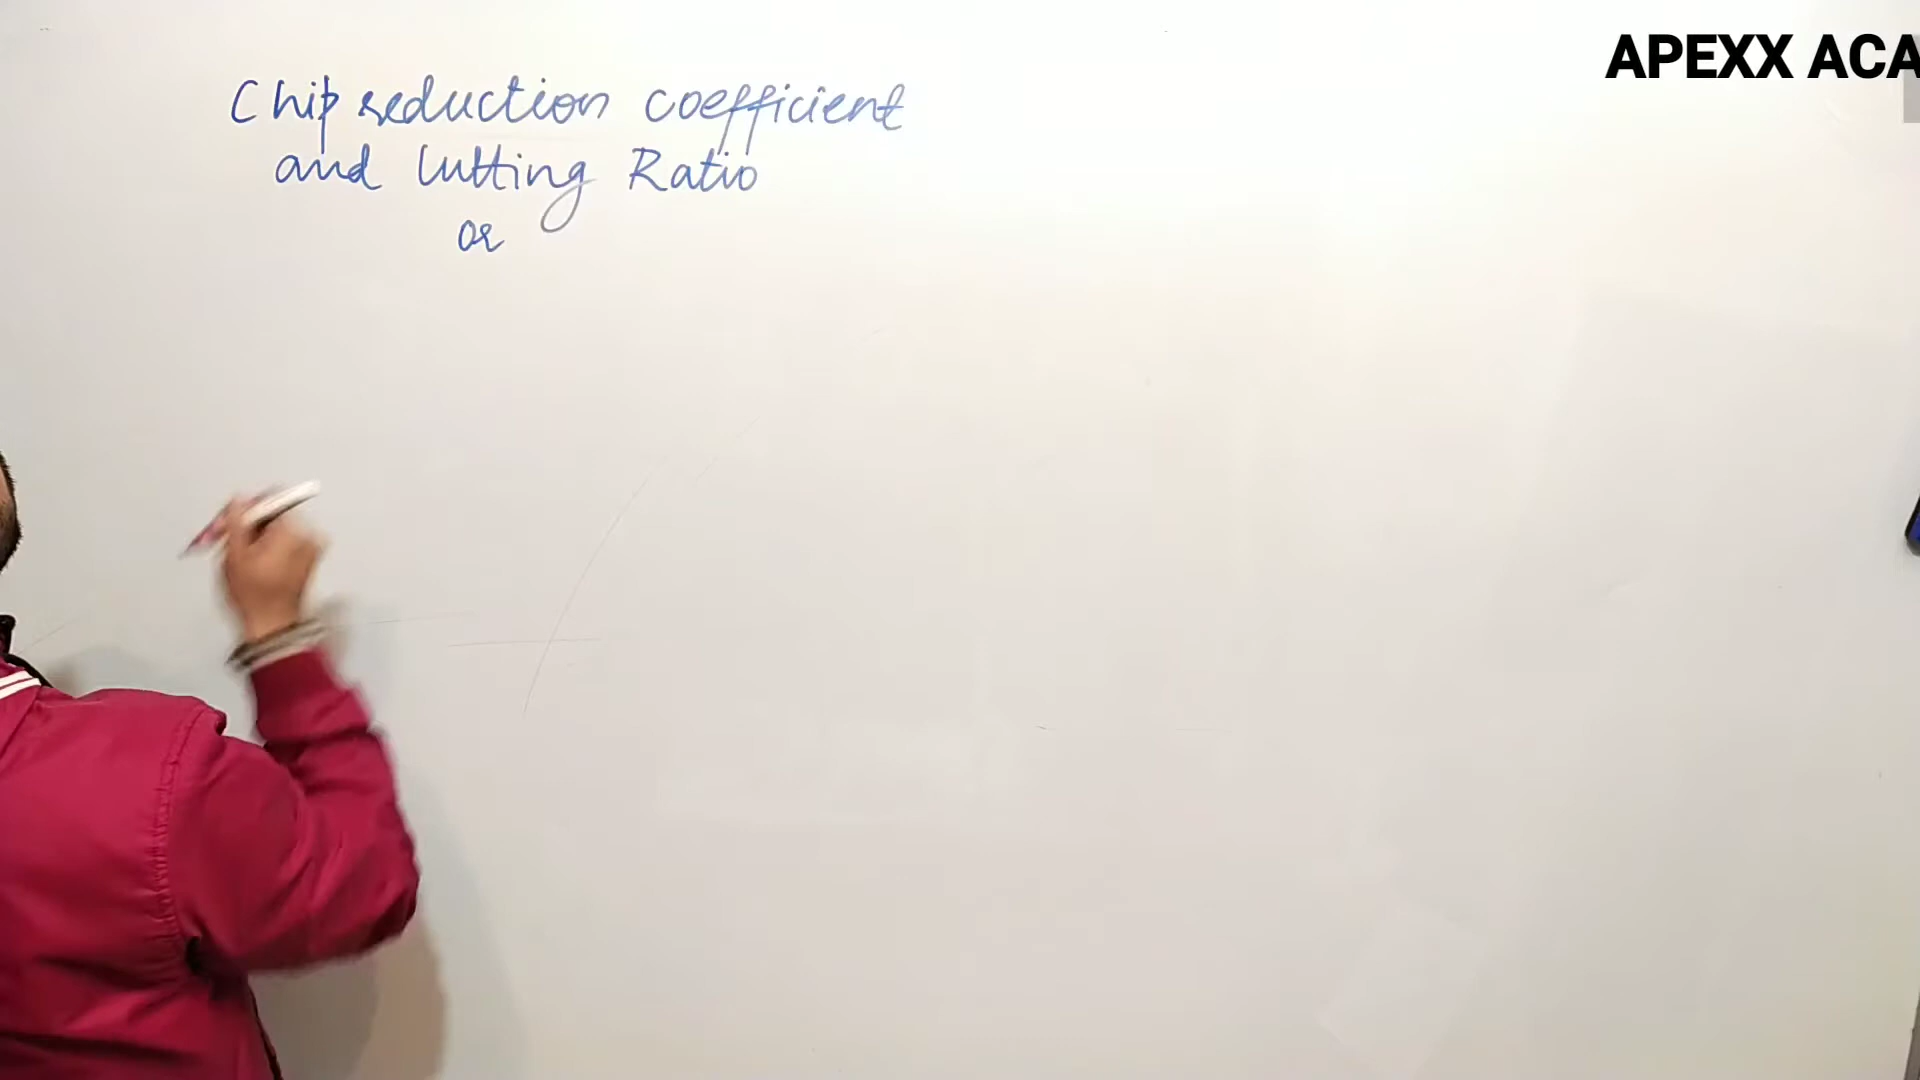 APEXX ACA
Chip reduction coefficient
and Cutting Ratio
or